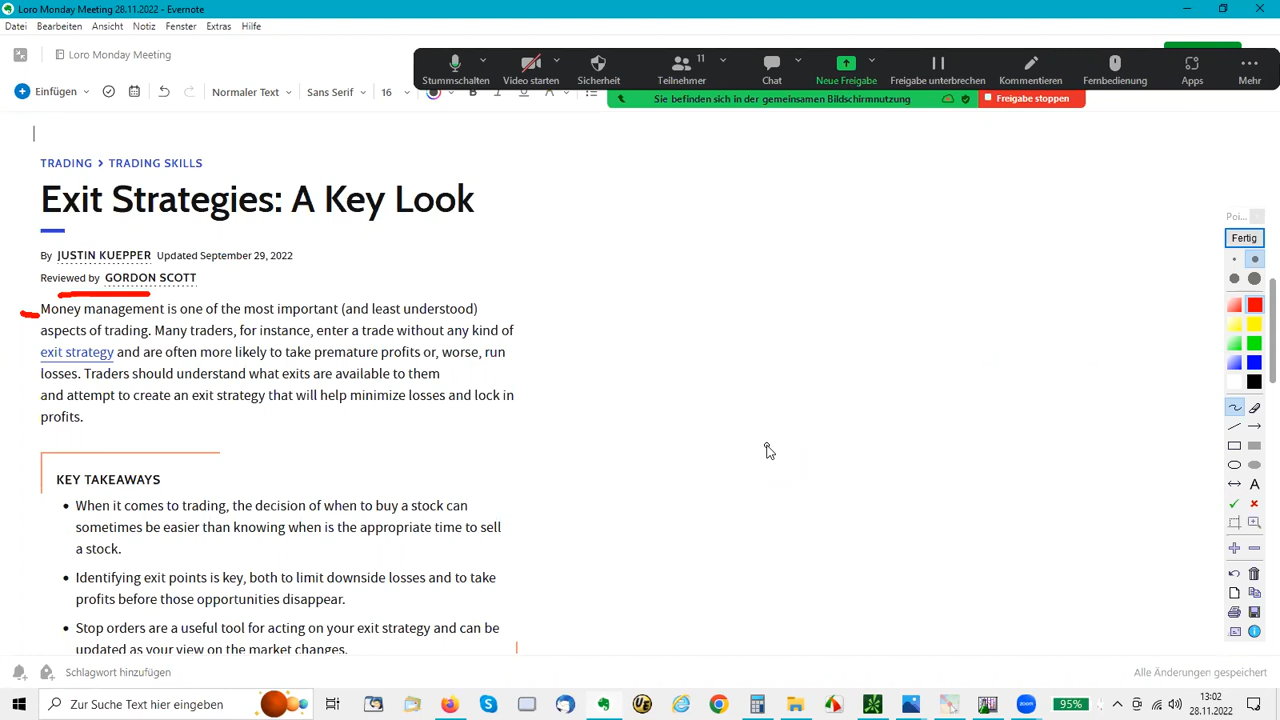 Loro Monday Meeting 28.11.2022 - Evernote
Datei Bearbeiten Ansicht Notiz Fenster Extras Hilfe
Loro Monday Meeting
Stummschalten Video starten Sicherheit Teilnehmer 11 Chat Neue Freigabe Freigabe unterbrechen Kommentieren Fernbedienung Apps Mehr
Einfügen Normaler Text Sans Serif 16
Sie befinden sich in der gemeinsamen Bildschirmnutzung Freigabe stoppen
TRADING > TRADING SKILLS
Exit Strategies: A Key Look
By JUSTIN KUEPPER Updated September 29, 2022
Reviewed by GORDON SCOTT
Money management is one of the most important (and least understood)
aspects of trading. Many traders, for instance, enter a trade without any kind of
exit strategy and are often more likely to take premature profits or, worse, run
losses. Traders should understand what exits are available to them
and attempt to create an exit strategy that will help minimize losses and lock in
profits.
KEY TAKEAWAYS
• When it comes to trading, the decision of when to buy a stock can
sometimes be easier than knowing when is the appropriate time to sell
a stock.
• Identifying exit points is key, both to limit downside losses and to take
profits before those opportunities disappear.
• Stop orders are a useful tool for acting on your exit strategy and can be
updated as your view on the market changes.
Poi...
Fertig
A
Schlagwort hinzufügen Alle Änderungen gespeichert
Zur Suche Text hier eingeben 95% 13:02
28.11.2022